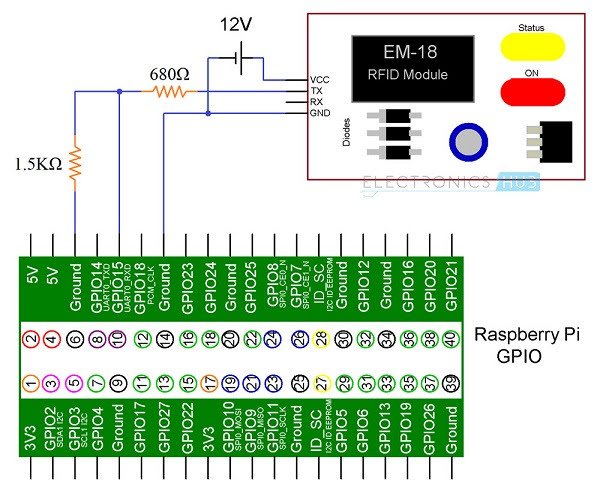 12V
Status
EM-18
RFID Module
ON
680Ω
VCC
TX
RX
GND
Diodes
1.5KΩ
ELECTRONICS HUB
5V
5V
Ground
GPIO14
UART0_TXD
GPIO15
UART0_RXD
GPIO18
PCM_CLK
Ground
GPIO23
GPIO24
Ground
GPIO25
GPIO8
SPI0_CE0_N
GPIO7
SPI0_CE1_N
ID_SC
I2C ID EEPROM
Ground
GPIO12
Ground
GPIO16
GPIO20
GPIO21
2 4 6 8 10 12 14 16 18 20 22 24 26 28 30 32 34 36 38 40
Raspberry Pi
GPIO
1 3 5 7 9 11 13 15 17 19 21 23 25 27 29 31 33 35 37 39
3V3
GPIO2
SDA1 I2C
GPIO3
SCL1 I2C
GPIO4
Ground
GPIO17
GPIO27
GPIO22
3V3
GPIO10
SPI0_MOSI
GPIO9
SPI0_MISO
GPIO11
SPI0_SCLK
Ground
ID_SC
I2C ID EEPROM
GPIO5
GPIO6
GPIO13
GPIO19
GPIO26
Ground